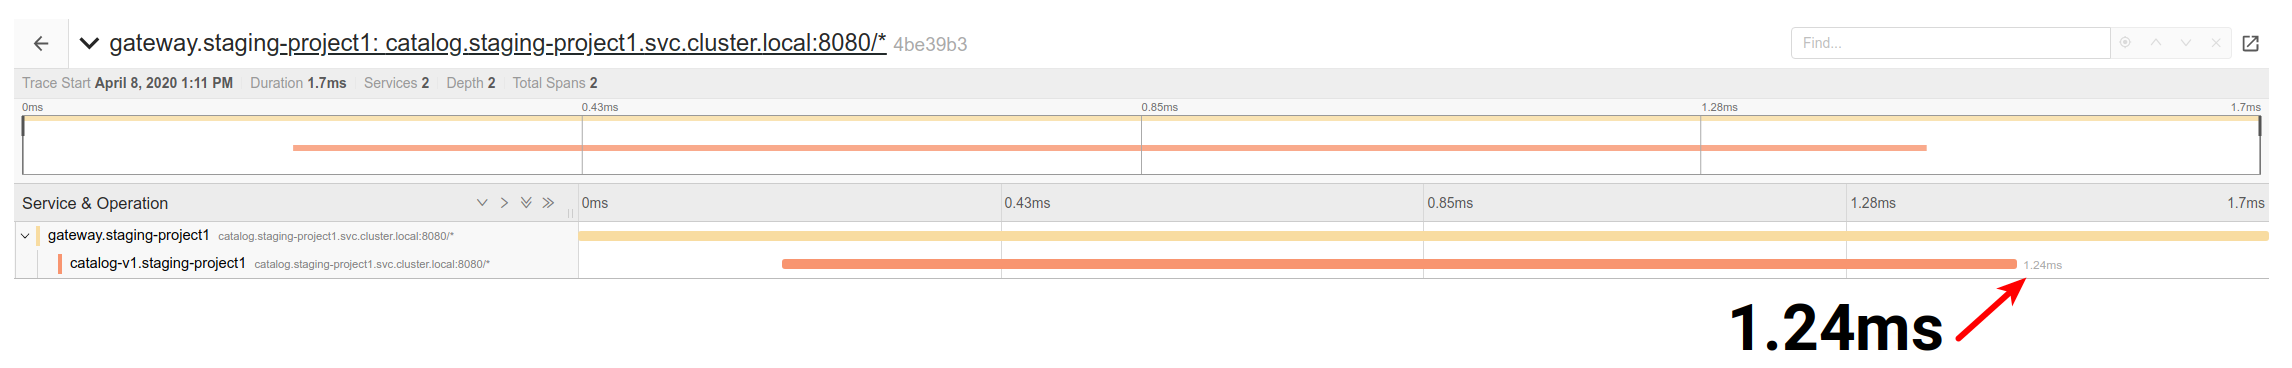 gateway.staging-project1: catalog.staging-project1.svc.cluster.local:8080/* 4be39b3 Find...
Trace Start April 8, 2020 1:11 PM Duration 1.7ms Services 2 Depth 2 Total Spans 2
0ms 0.43ms 0.85ms 1.28ms 1.7ms
Service & Operation 0ms 0.43ms 0.85ms 1.28ms 1.7ms
gateway.staging-project1 catalog.staging-project1.svc.cluster.local:8080/*
catalog-v1.staging-project1 catalog.staging-project1.svc.cluster.local:8080/* 1.24ms
1.24ms